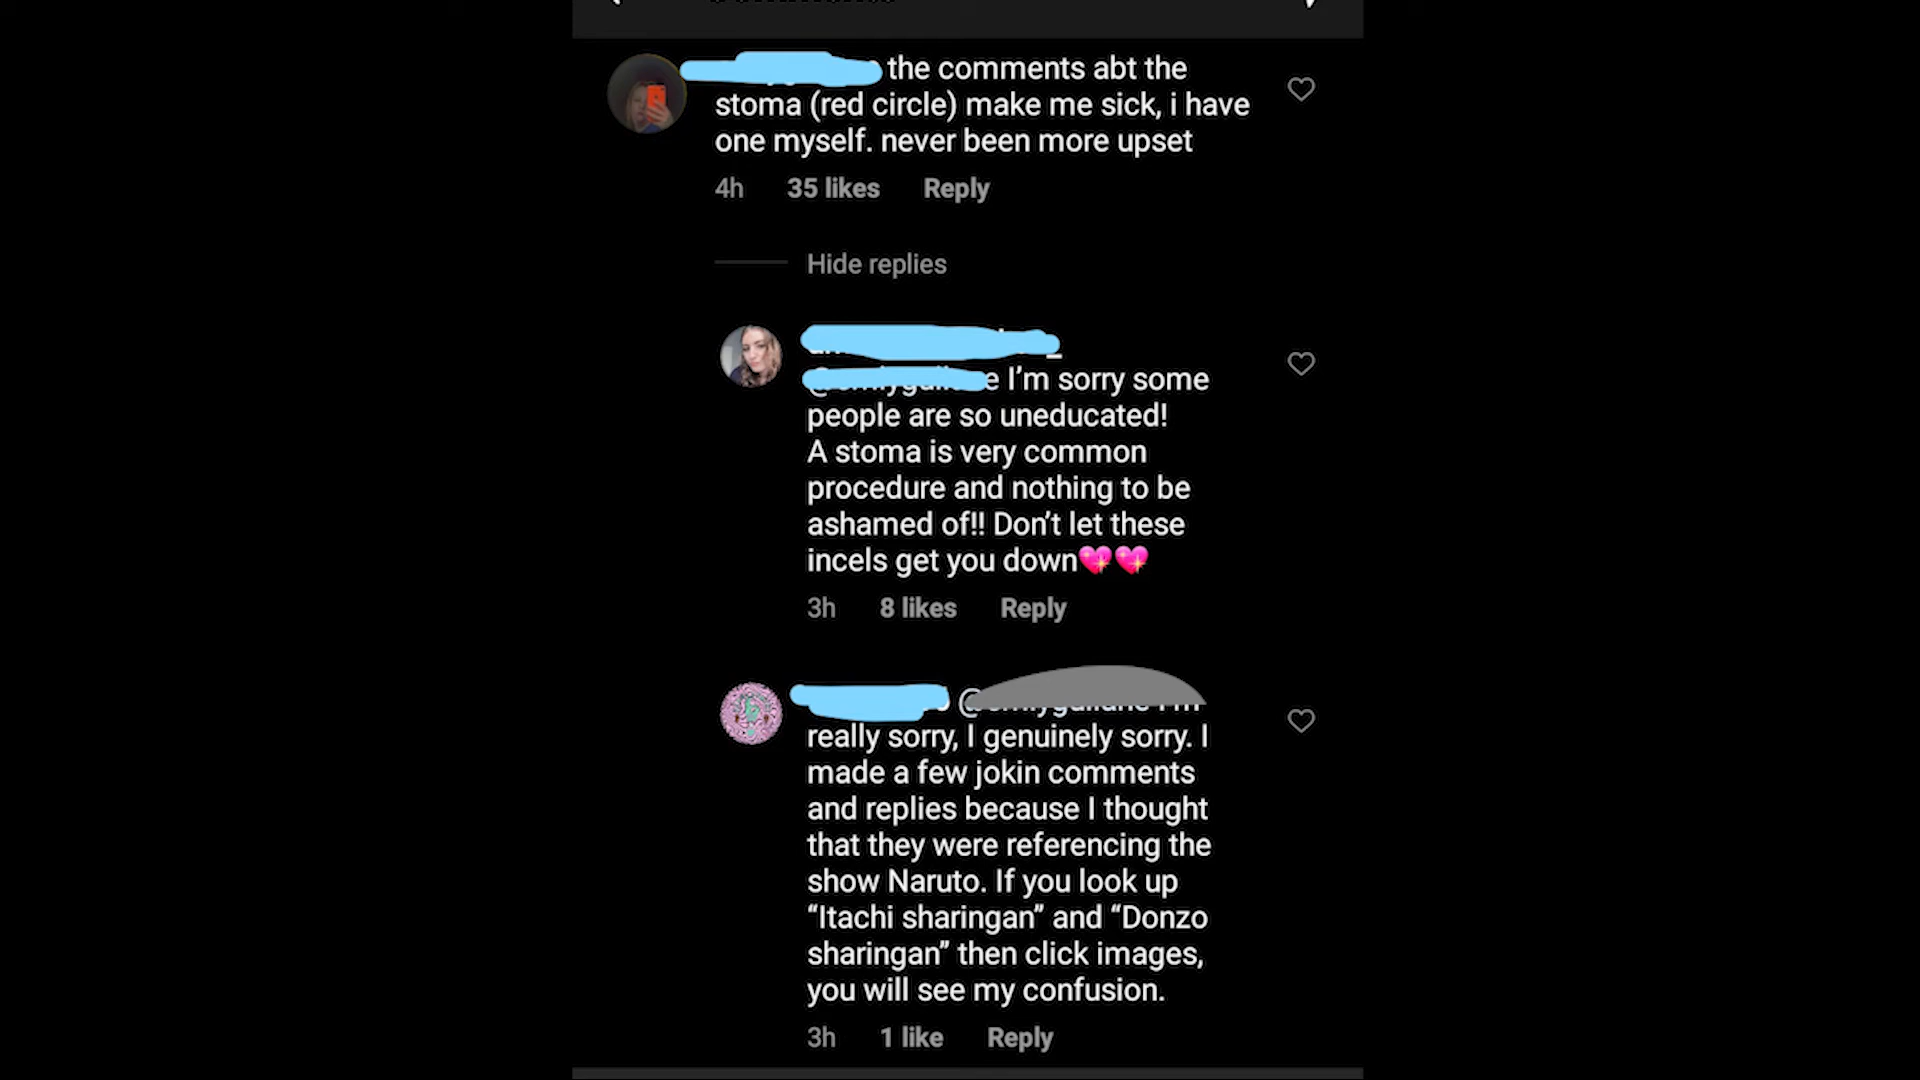 the comments abt the
stoma (red circle) make me sick, i have
one myself. never been more upset
4h 35 likes Reply
Hide replies
I’m sorry some
people are so uneducated!
A stoma is very common
procedure and nothing to be
ashamed of!! Don’t let these
incels get you down💖💖
3h 8 likes Reply
really sorry, I genuinely sorry. I
made a few jokin comments
and replies because I thought
that they were referencing the
show Naruto. If you look up
“Itachi sharingan” and “Donzo
sharingan” then click images,
you will see my confusion.
3h 1 like Reply